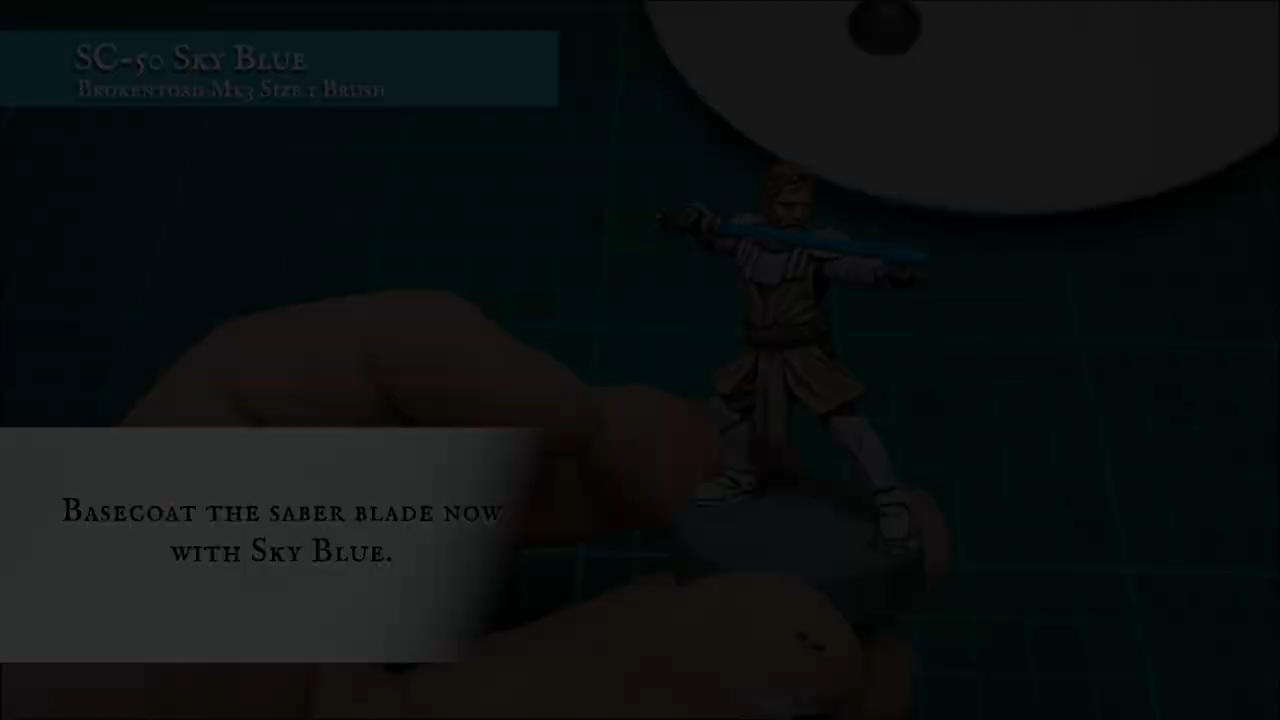 SC-50 Sky Blue
Brokentoad Mk3 Size 1 Brush
Basecoat the saber blade now
with Sky Blue.